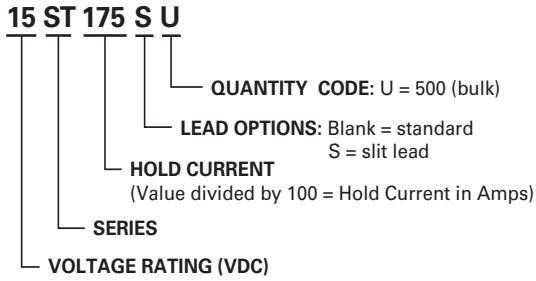 15 ST 175 S U
QUANTITY CODE: U = 500 (bulk)
LEAD OPTIONS: Blank = standard
S = slit lead
HOLD CURRENT
(Value divided by 100 = Hold Current in Amps)
SERIES
VOLTAGE RATING (VDC)